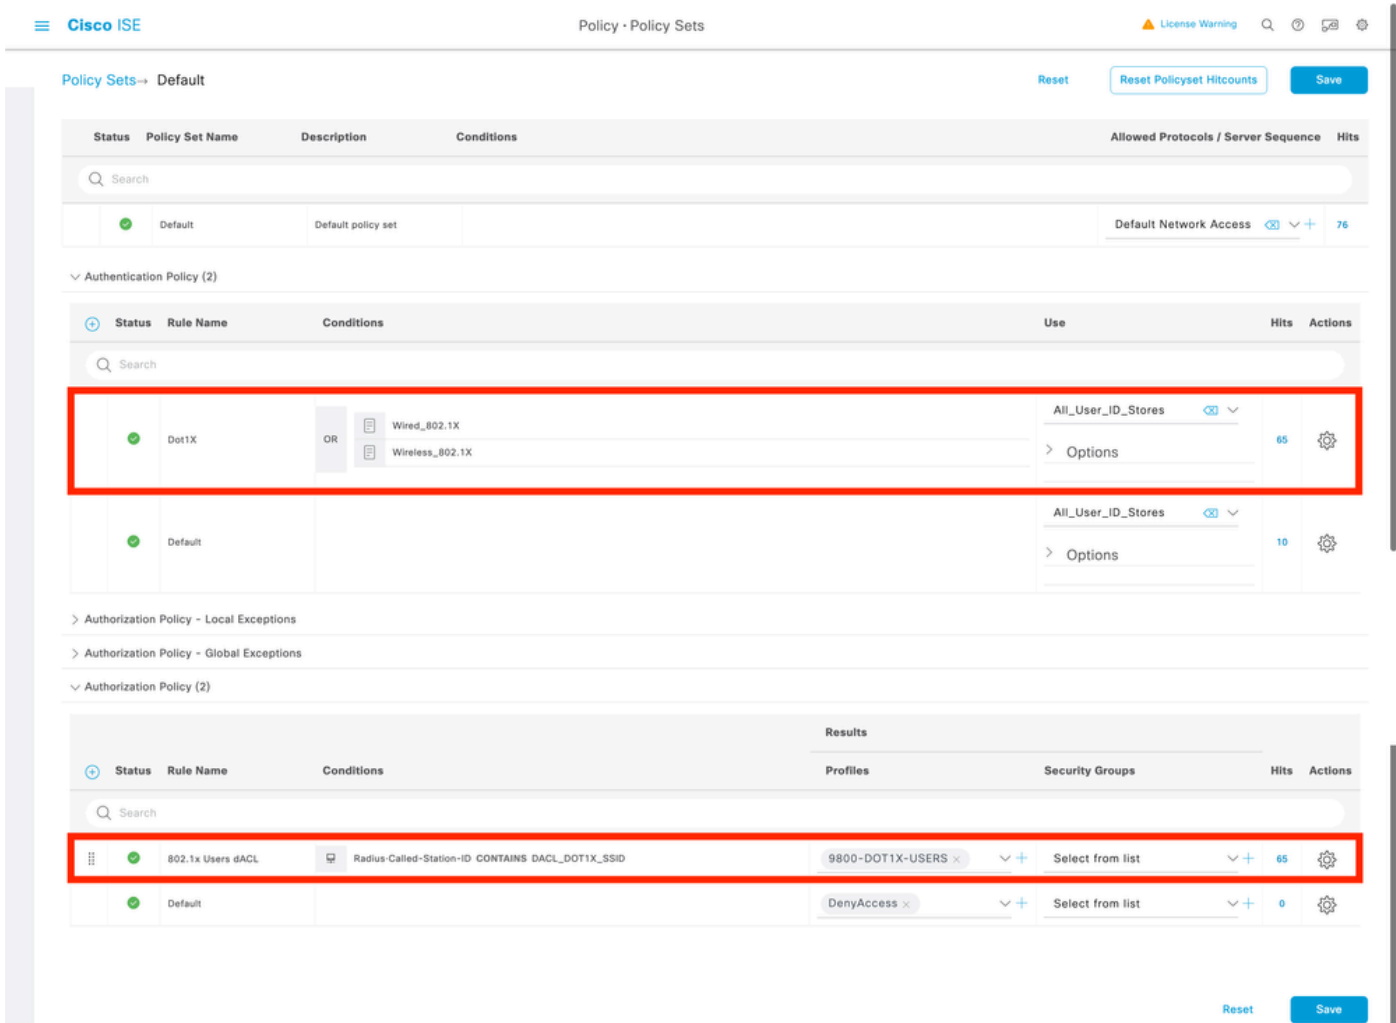 Cisco ISE
Policy · Policy Sets
License Warning
Policy Sets→ Default
Reset
Reset Policyset Hitcounts
Save
Status Policy Set Name Description Conditions Allowed Protocols / Server Sequence Hits
Search
Default Default policy set Default Network Access 76
Authentication Policy (2)
Status Rule Name Conditions Use Hits Actions
Search
All_User_ID_Stores
Wired_802.1X
Dot1X OR 65
Wireless_802.1X
Options
All_User_ID_Stores
Default 10
Options
Authorization Policy - Local Exceptions
Authorization Policy - Global Exceptions
Authorization Policy (2)
Results
Status Rule Name Conditions Profiles Security Groups Hits Actions
Search
802.1x Users dACL Radius·Called-Station-ID CONTAINS DACL_DOT1X_SSID 9800-DOT1X-USERS Select from list 65
Default DenyAccess Select from list 0
Reset
Save